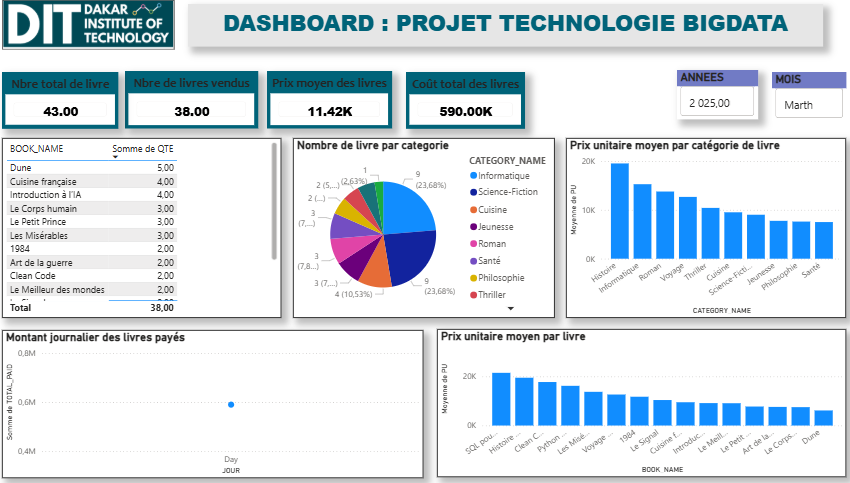 DIT DAKAR
INSTITUTE OF
TECHNOLOGY
DASHBOARD : PROJET TECHNOLOGIE BIGDATA
Nbre total de livre
43.00
Nbre de livres vendus
38.00
Prix moyen des livres
11.42K
Coût total des livres
590.00K
ANNEES
2 025,00
MOIS
Marth
BOOK_NAME Somme de QTE
Dune 5,00
Cuisine française 4,00
Introduction à l'IA 4,00
Le Corps humain 3,00
Le Petit Prince 3,00
Les Misérables 3,00
1984 2,00
Art de la guerre 2,00
Clean Code 2,00
Le Meilleur des mondes 2,00
Total 38,00
Nombre de livre par categorie
9
(23,68%)
9
(23,68%)
4 (10,53%)
3 (7,...)
3
(7,8...)
3
(7,...)
2 (...)
2 (5,...)
1
(2,63%)
CATEGORY_NAME
Informatique
Science-Fiction
Cuisine
Jeunesse
Roman
Santé
Philosophie
Thriller
Prix unitaire moyen par catégorie de livre
Moyenne de PU
20K
10K
0K
Histoire
Informatique
Roman
Voyage
Thriller
Cuisine
Science-Ficti...
Jeunesse
Philosophie
Santé
CATEGORY_NAME
Montant journalier des livres payés
Somme de TOTAL_PAID
0,8M
0,6M
0,4M
Day
JOUR
Prix unitaire moyen par livre
Moyenne de PU
20K
0K
SQL pou...
Histoire ...
Clean C...
Python ...
Les Misé...
Voyage ...
1984
Le Signal
Cuisine f...
Introduc...
Le Meill...
Le Petit ...
Art de la...
Le Corps...
Dune
BOOK_NAME